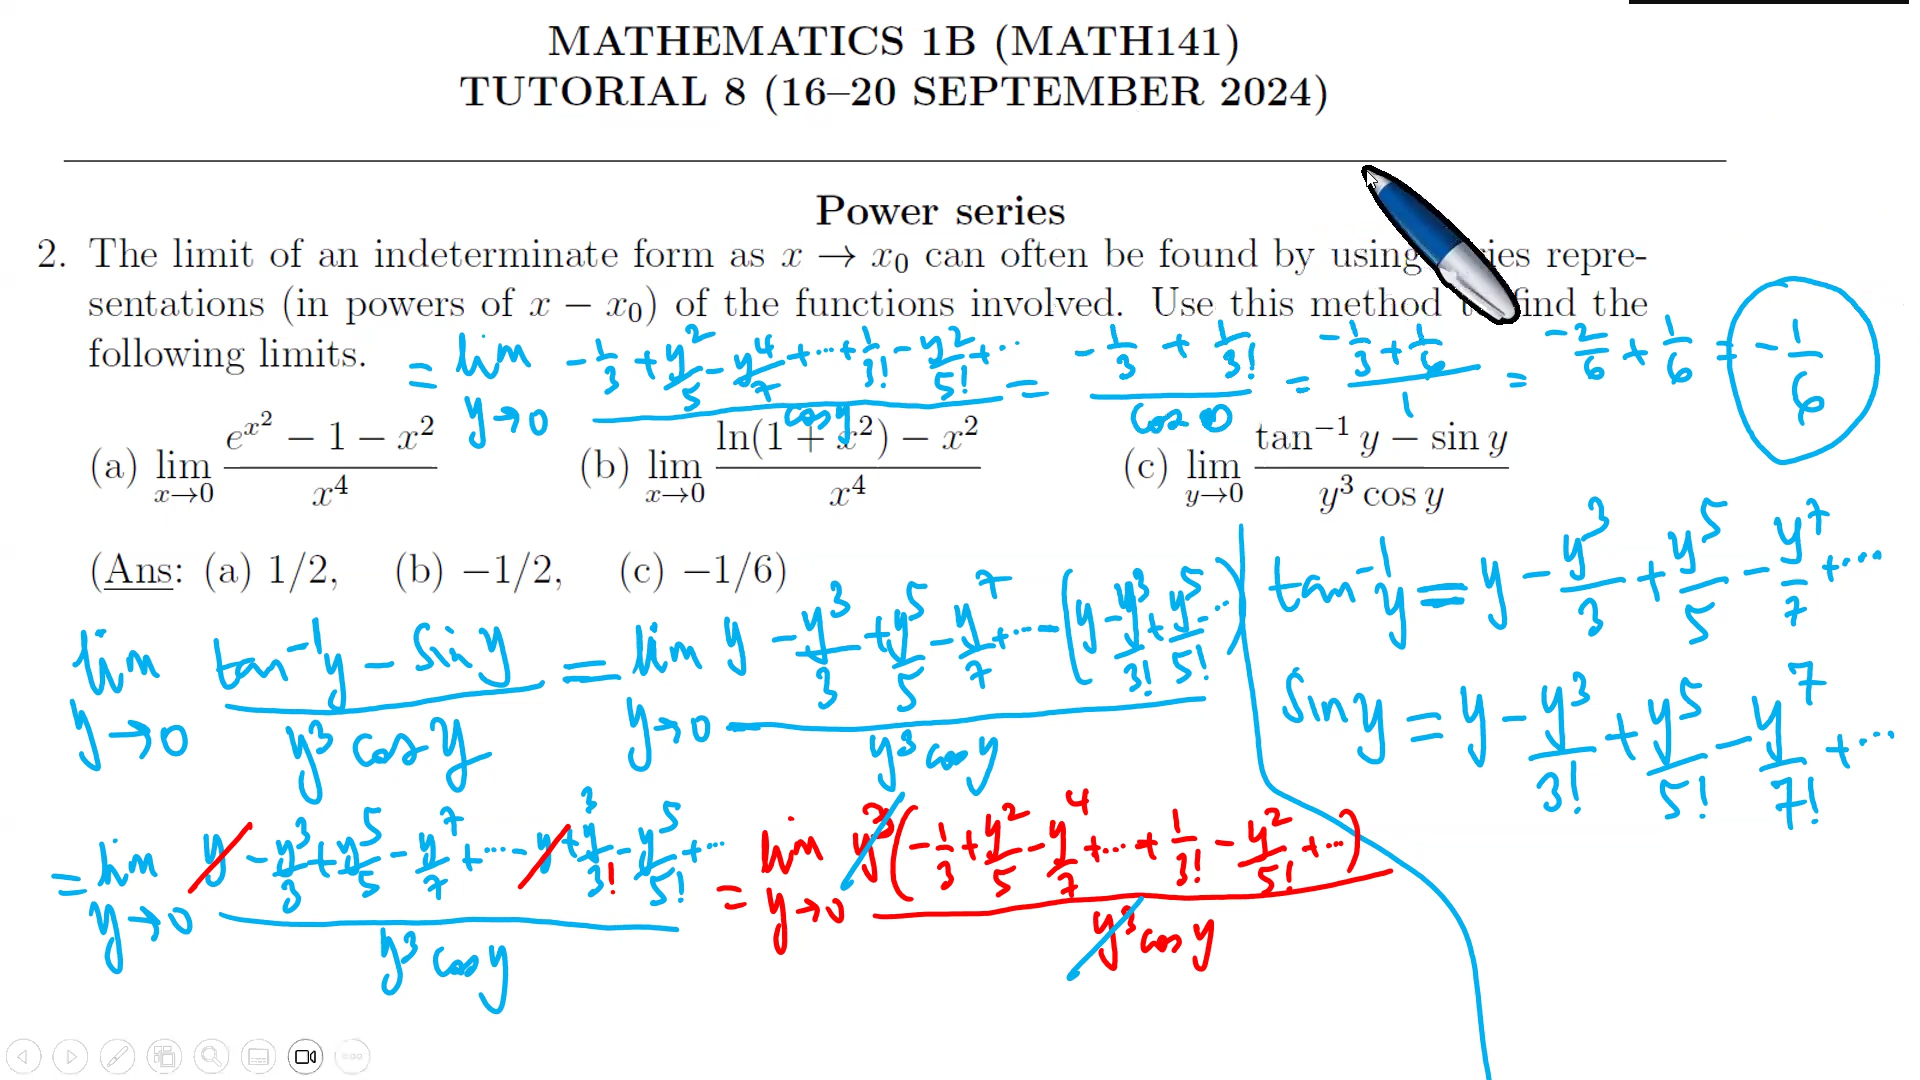 MATHEMATICS 1B (MATH141)
TUTORIAL 8 (16–20 SEPTEMBER 2024)
Power series
2. The limit of an indeterminate form as x → x₀ can often be found by using ies repre-
sentations (in powers of x − x₀) of the functions involved. Use this method find the
following limits.
= lim y→0 (-1/3 + y²/5 - y⁴/7 + ... + 1/3! - y²/5! + ...)/(cos y) = (-1/3 + 1/3!)/(cos 0) = (-1/3 + 1/6)/1 = -2/6 + 1/6 = -1/6
(a) lim x→0 (e^(x²) − 1 − x²)/x⁴ (b) lim x→0 (ln(1 + x²) − x²)/x⁴ (c) lim y→0 (tan⁻¹ y − sin y)/(y³ cos y)
(Ans: (a) 1/2, (b) −1/2, (c) −1/6)
tan⁻¹y = y - y³/3 + y⁵/5 - y⁷/7 + ...
lim y→0 (tan⁻¹y - sin y)/(y³ cos y) = lim y→0 (y - y³/3 + y⁵/5 - y⁷/7 + ... - (y - y³/3! + y⁵/5! ...))/(y³ cos y)
sin y = y - y³/3! + y⁵/5! - y⁷/7! + ...
= lim y→0 (y - y³/3 + y⁵/5 - y⁷/7 + ... - y + y³/3! - y⁵/5! + ...)/(y³ cos y) = lim y→0 y³(-1/3 + y²/5 - y⁴/7 + ... + 1/3! - y²/5! + ...)/(y³ cos y)